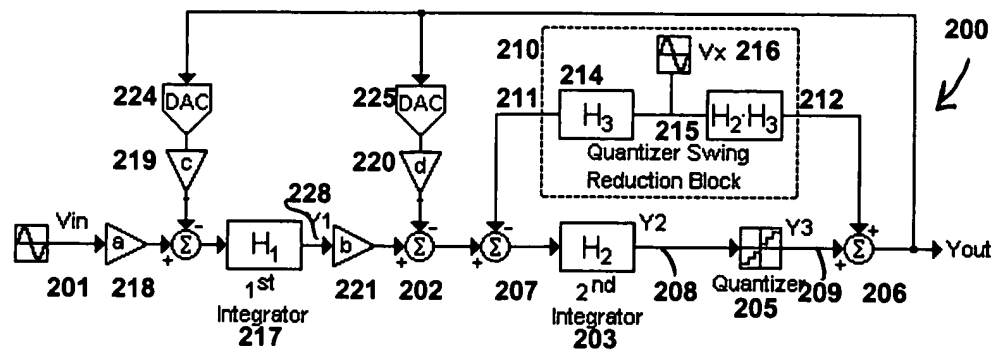 200
210
Vx 216
224
DAC
225
DAC
211
214
H3
215
H2·H3
212
219
c
220
d
Quantizer Swing
Reduction Block
228
Vin
-
Y1
-
-
Y2
Y3
+
a
+
Σ
H1
b
+
Σ
+
Σ
H2
+
Σ
Yout
201
218
1st
Integrator
217
221
202
207
2nd
Integrator
203
208
Quantizer
205
209
206